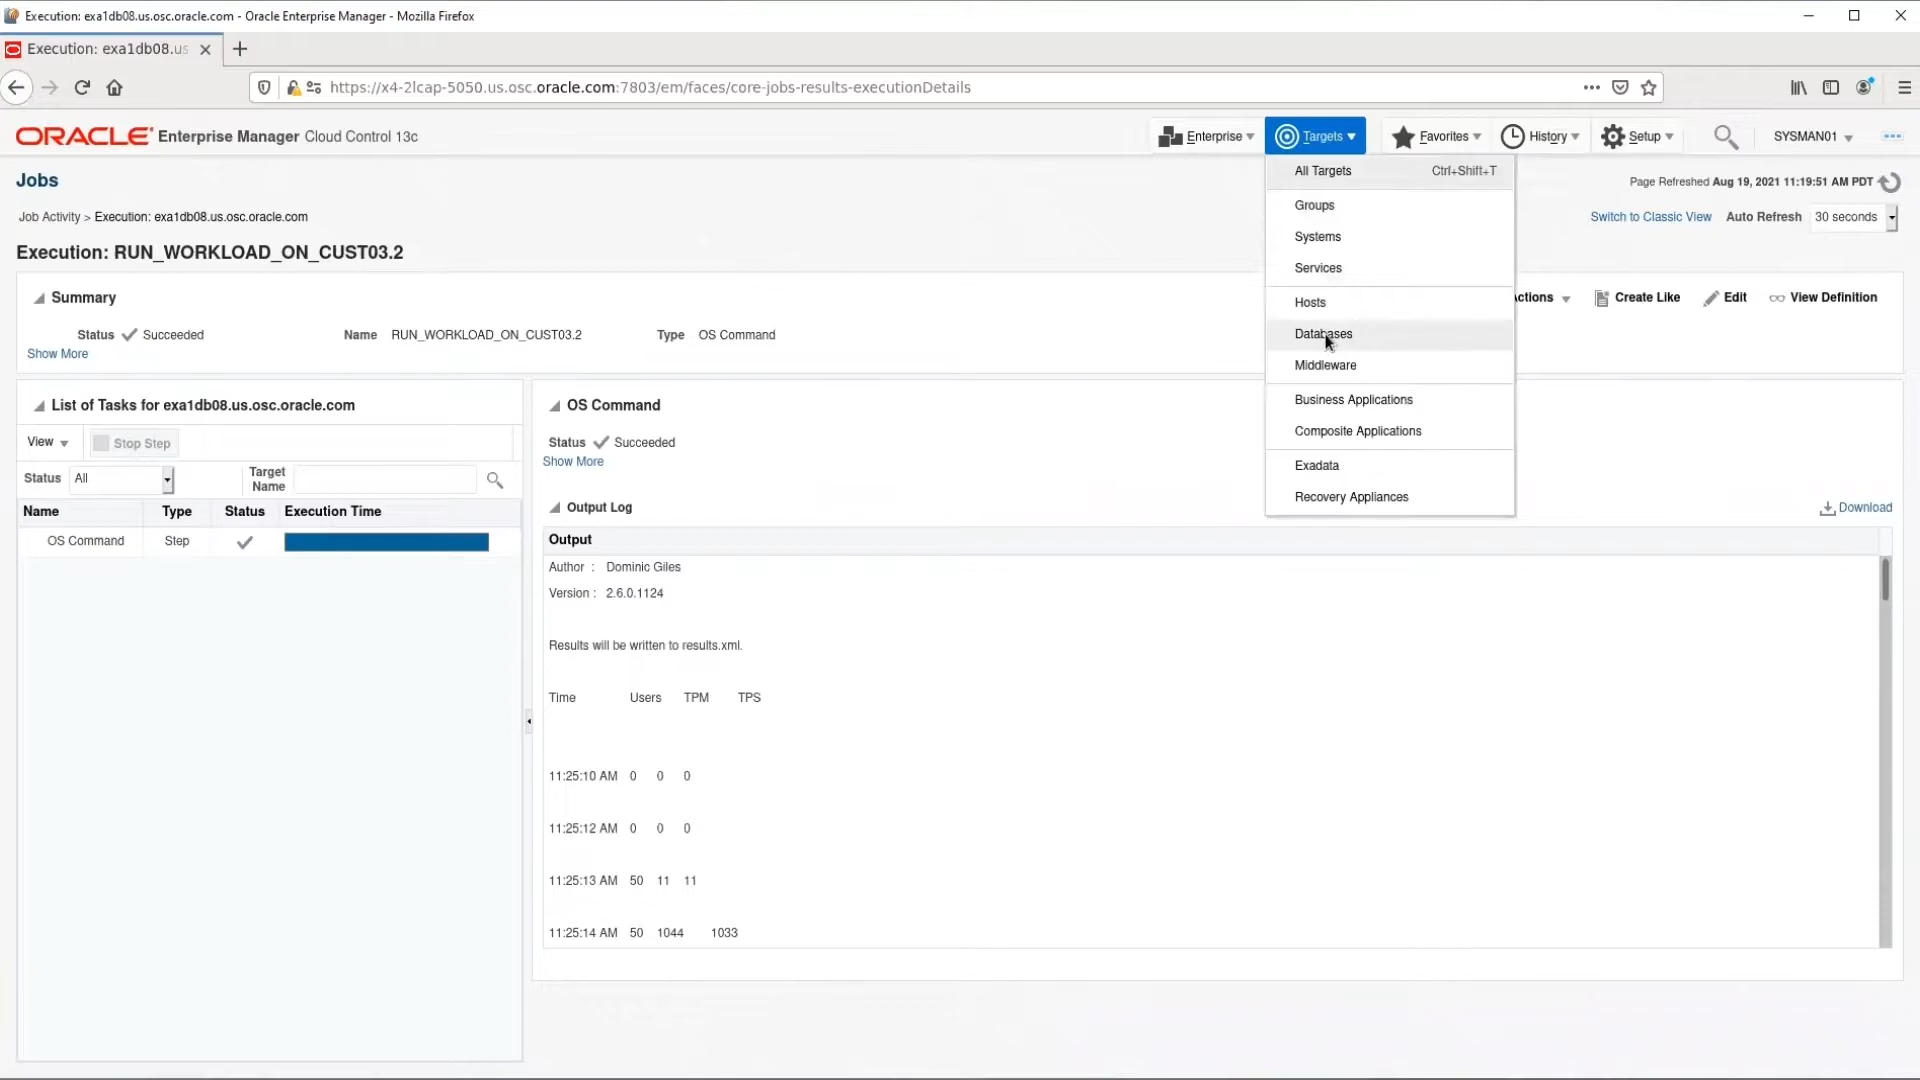 Execution: exa1db08.us.osc.oracle.com - Oracle Enterprise Manager - Mozilla Firefox
Execution: exa1db08.us
https://x4-2lcap-5050.us.osc.oracle.com:7803/em/faces/core-jobs-results-executionDetails
ORACLE Enterprise Manager Cloud Control 13c
Enterprise
Targets
Favorites
History
Setup
SYSMAN01
All Targets Ctrl+Shift+T
Groups
Systems
Services
Hosts
Databases
Middleware
Business Applications
Composite Applications
Exadata
Recovery Appliances
Jobs
Page Refreshed Aug 19, 2021 11:19:51 AM PDT
Job Activity > Execution: exa1db08.us.osc.oracle.com
Switch to Classic View Auto Refresh 30 seconds
Execution: RUN_WORKLOAD_ON_CUST03.2
Summary
ctions Create Like Edit View Definition
Status Succeeded Name RUN_WORKLOAD_ON_CUST03.2 Type OS Command
Show More
List of Tasks for exa1db08.us.osc.oracle.com
View Stop Step
Status All Target Name
Name Type Status Execution Time
OS Command Step
OS Command
Status Succeeded
Show More
Output Log
Download
Output
Author : Dominic Giles
Version : 2.6.0.1124
Results will be written to results.xml.
Time Users TPM TPS
11:25:10 AM 0 0 0
11:25:12 AM 0 0 0
11:25:13 AM 50 11 11
11:25:14 AM 50 1044 1033